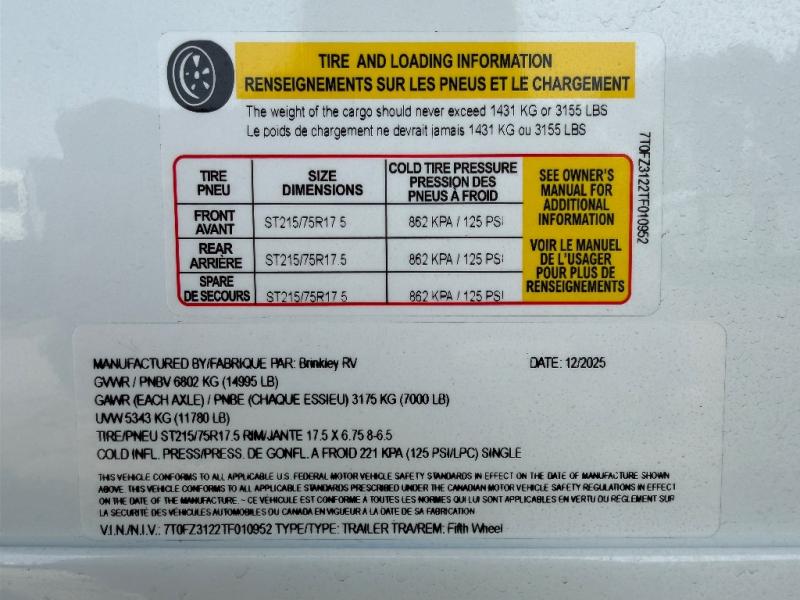 TIRE AND LOADING INFORMATION
RENSEIGNEMENTS SUR LES PNEUS ET LE CHARGEMENT
The weight of the cargo should never exceed 1431 KG or 3155 LBS
Le poids de chargement ne devrait jamais 1431 KG ou 3155 LBS
TIRE PNEU
SIZE DIMENSIONS
COLD TIRE PRESSURE PRESSION DES PNEUS À FROID
FRONT AVANT
ST215/75R17.5
862 KPA / 125 PSI
REAR ARRIÈRE
ST215/75R17.5
862 KPA / 125 PSI
SPARE DE SECOURS
ST215/75R17.5
862 KPA / 125 PSI
SEE OWNER'S
MANUAL FOR
ADDITIONAL
INFORMATION
VOIR LE MANUEL
DE L'USAGER
POUR PLUS DE
RENSEIGNEMENTS
7T0FZ3122TF010952
MANUFACTURED BY/FABRIQUE PAR: Brinkley RV DATE: 12/2025
GVWR / PNBV 6802 KG (14995 LB)
GAWR (EACH AXLE) / PNBE (CHAQUE ESSIEU) 3175 KG (7000 LB)
UVW 5343 KG (11780 LB)
TIRE/PNEU ST215/75R17.5 RIM/JANTE 17.5 X 6.75 8-6.5
COLD INFL. PRESS/PRESS. DE GONFL. A FROID 221 KPA (125 PSI/LPC) SINGLE
THIS VEHICLE CONFORMS TO ALL APPLICABLE U.S. FEDERAL MOTOR VEHICLE SAFETY STANDARDS IN EFFECT ON THE DATE OF MANUFACTURE SHOWN
ABOVE. THIS VEHICLE CONFORMS TO ALL APPLICABLE STANDARDS PRESCRIBED UNDER THE CANADIAN MOTOR VEHICLE SAFETY REGULATIONS IN EFFECT
ON THE DATE OF THE MANUFACTURE. - CE VÉHICULE EST CONFORME A TOUTES LES NORMES QUI LUI SONT APPLICABLES EN VERTU DU RÈGLEMENT SUR
LA SÉCURITÉ DES VÉHICULES AUTOMOBILES DU CANADA EN VIGUEUR A LA DATE DE SA FABRICATION
V.I.N./N.I.V.: 7T0FZ3122TF010952 TYPE/TYPE: TRAILER TRA/REM: Fifth Wheel